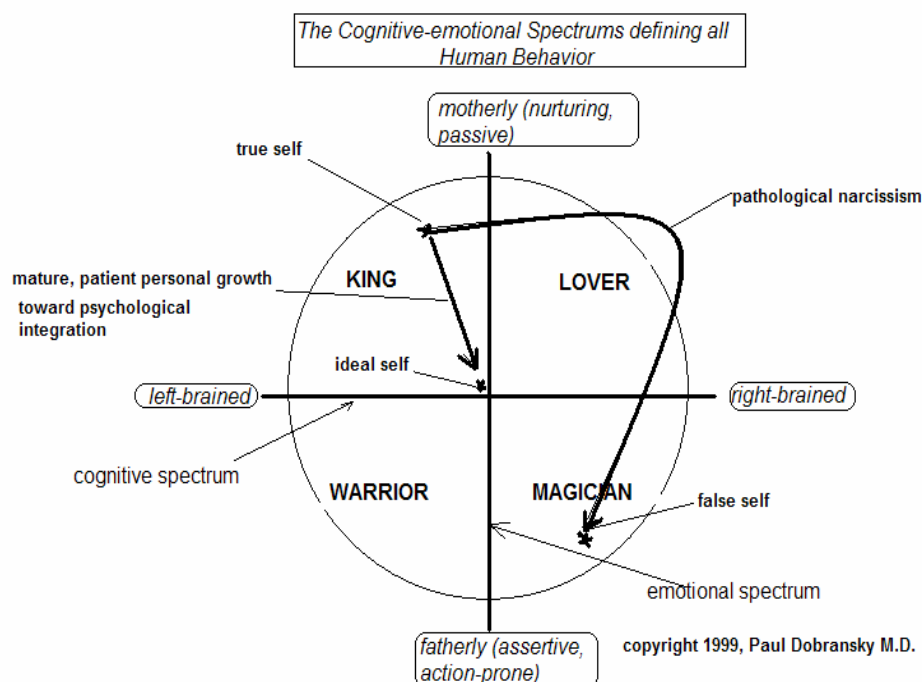 The Cognitive-emotional Spectrums defining all
Human Behavior
motherly (nurturing,
passive)
true self
pathological narcissism
mature, patient personal growth
toward psychological
integration
KING
LOVER
ideal self
left-brained
right-brained
cognitive spectrum
WARRIOR
MAGICIAN
false self
emotional spectrum
fatherly (assertive,
action-prone)
copyright 1999, Paul Dobransky M.D.